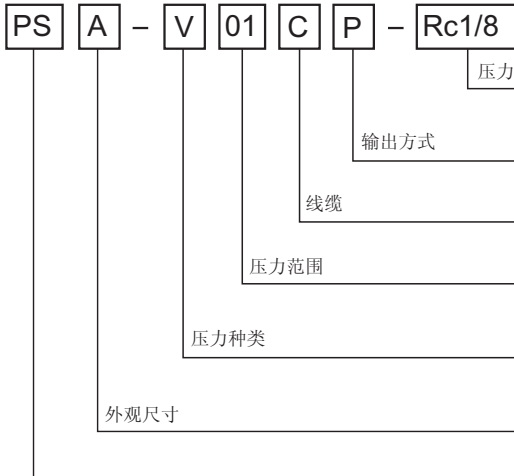 PS A – V 01 C P – Rc1/8
压力
输出方式
线缆
压力范围
压力种类
外观尺寸